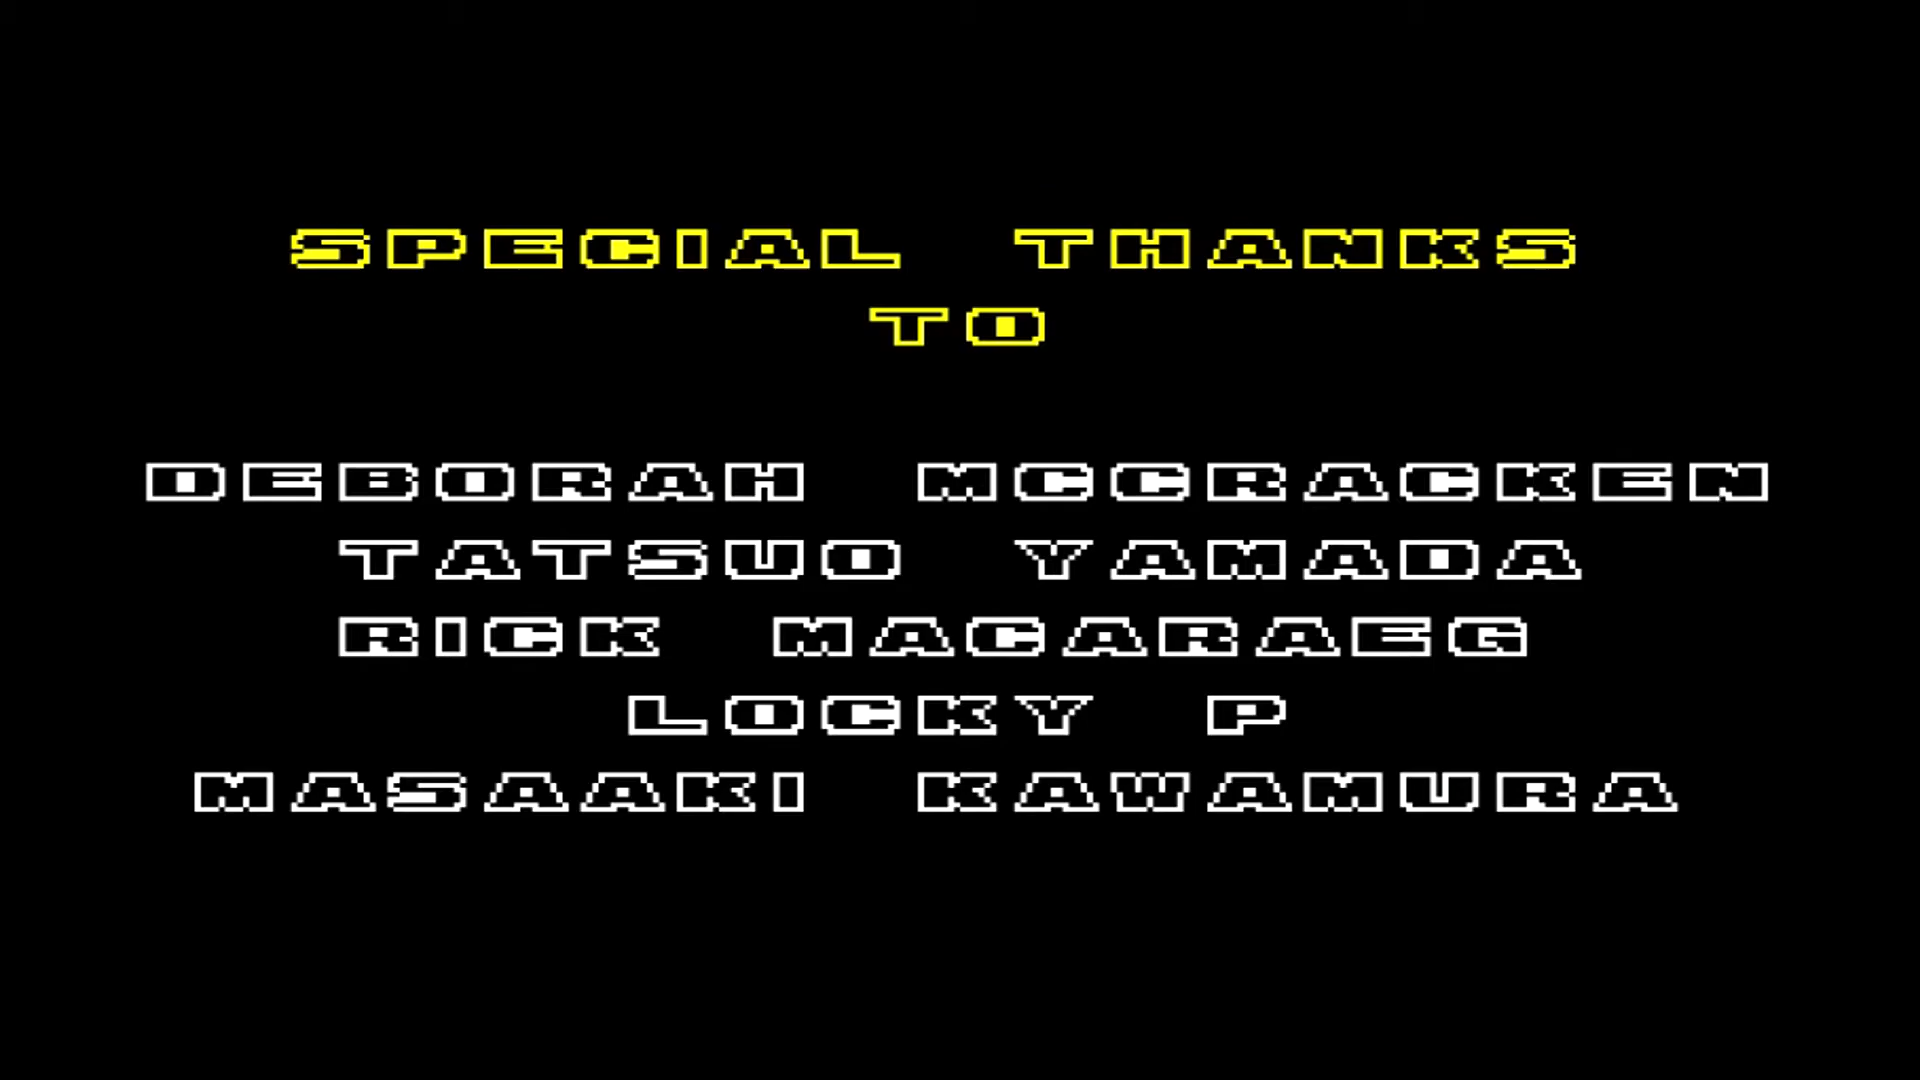 SPECIAL THANKS
TO
DEBORAH MCCRACKEN
TATSUO YAMADA
RICK MACARAEG
LOCKY P
MASAAKI KAWAMURA